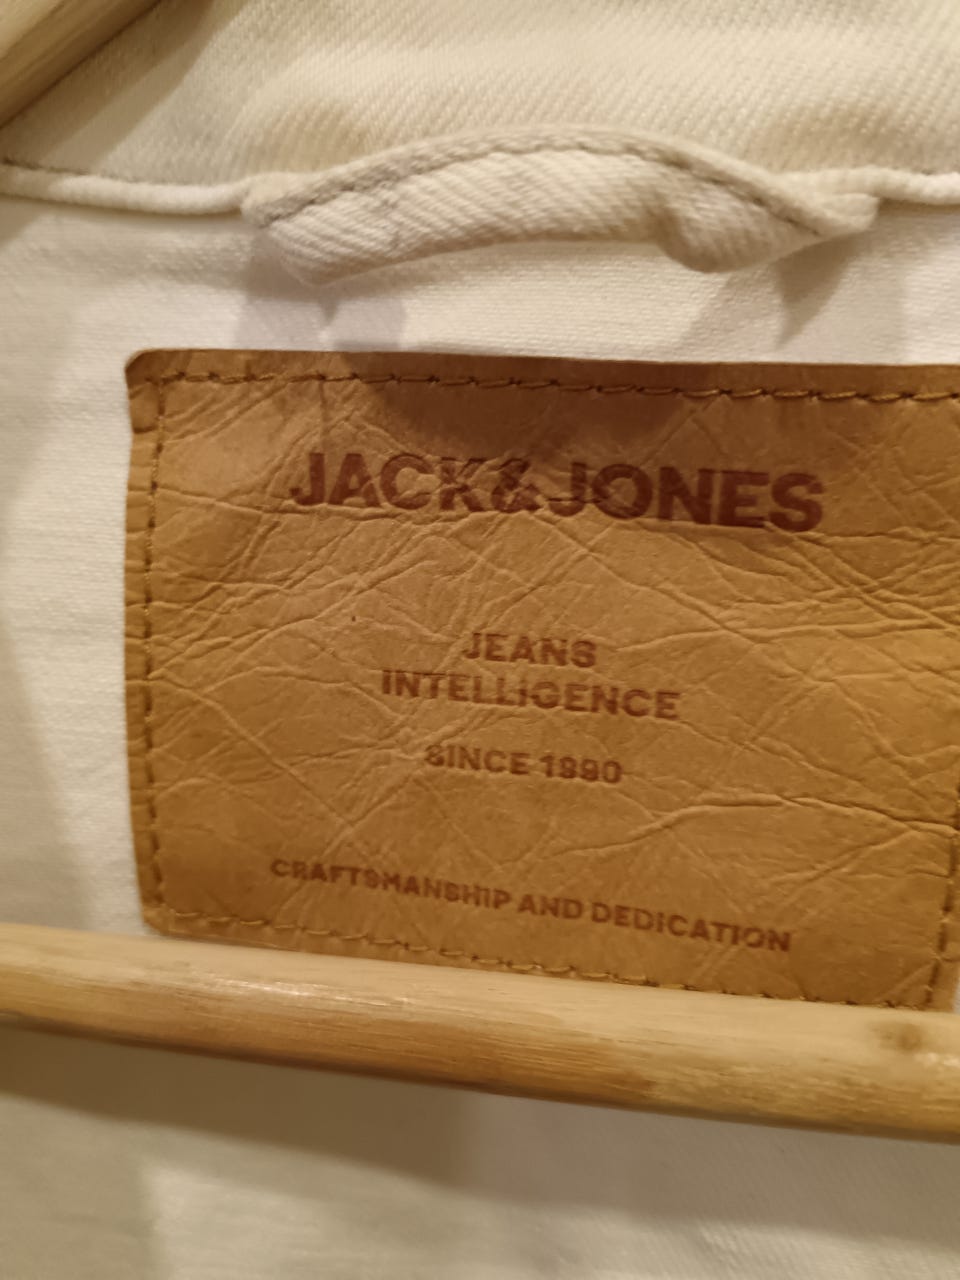 JACK&JONES
JEANS
INTELLIGENCE
SINCE 1990
CRAFTSMANSHIP AND DEDICATION